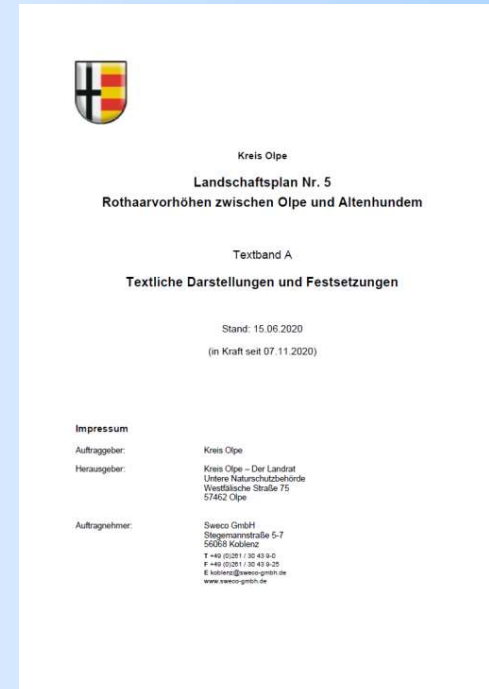 Kreis Olpe
Landschaftsplan Nr. 5
Rothaarvorhöhen zwischen Olpe und Altenhundem
Textband A
Textliche Darstellungen und Festsetzungen
Stand: 15.06.2020
(in Kraft seit 07.11.2020)
Impressum
Auftraggeber: Kreis Olpe
Herausgeber: Kreis Olpe – Der Landrat
Untere Naturschutzbehörde
Westfälische Straße 75
57462 Olpe
Auftragnehmer: Sweco GmbH
Stegemannstraße 5-7
56068 Koblenz
T +49 (0)261 / 30 43 9-0
F +49 (0)261 / 30 43 9-25
E koblenz@sweco-gmbh.de
www.sweco-gmbh.de